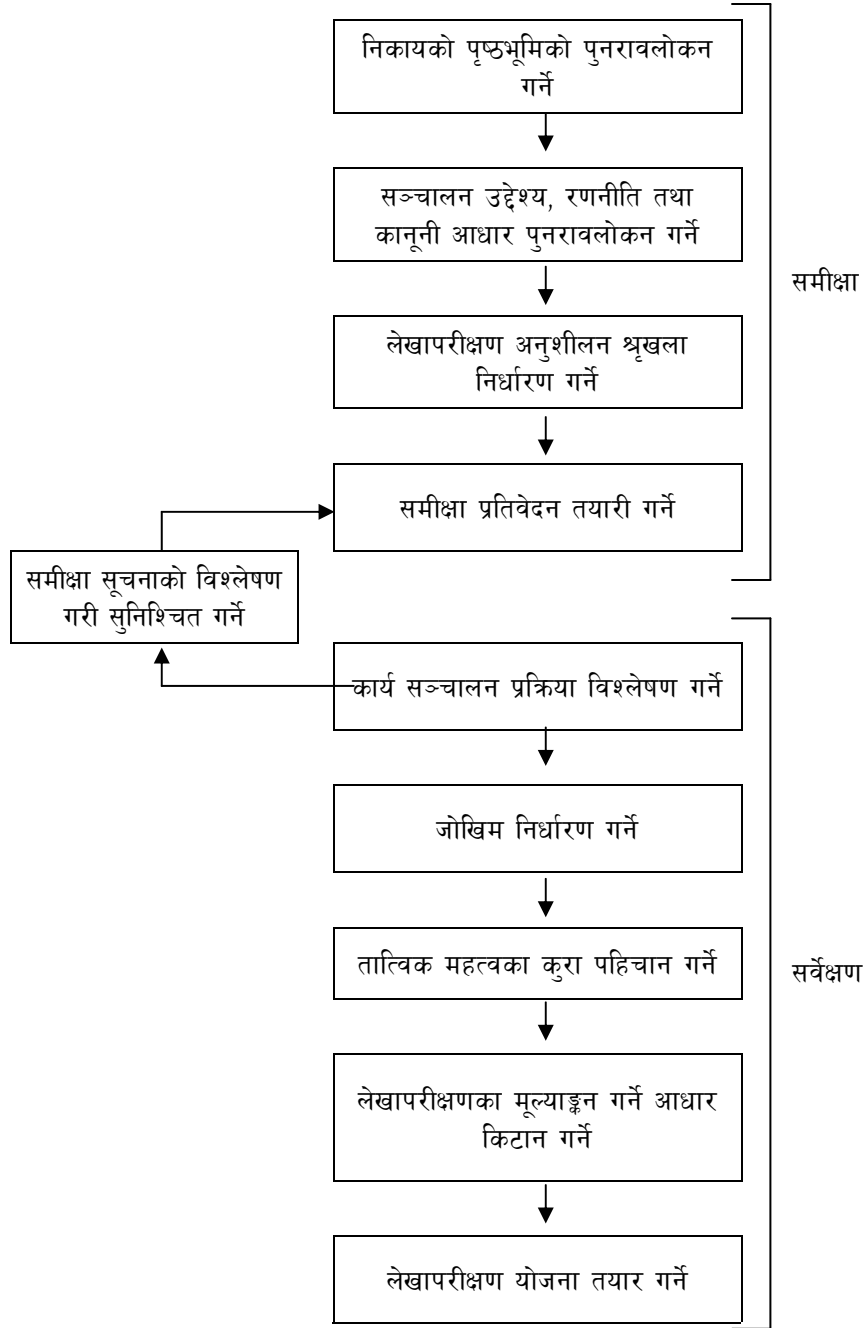 निकायको पृष्ठभूमिको पुनरावलोकन
गर्ने
सञ्चालन उद्देश्य, रणनीति तथा
कानूनी आधार पुनरावलोकन गर्ने
समीक्षा
लेखापरीक्षण अनुशीलन श्रृखला
निर्धारण गर्ने
समीक्षा प्रतिवेदन तयारी गर्ने
समीक्षा सूचनाको विश्लेषण
गरी सुनिश्चित गर्ने
कार्य सञ्चालन प्रक्रिया विश्लेषण गर्ने
जोखिम निर्धारण गर्ने
तात्विक महत्वका कुरा पहिचान गर्ने
सर्वेक्षण
लेखापरीक्षणका मूल्याङ्कन गर्ने आधार
किटान गर्ने
लेखापरीक्षण योजना तयार गर्ने